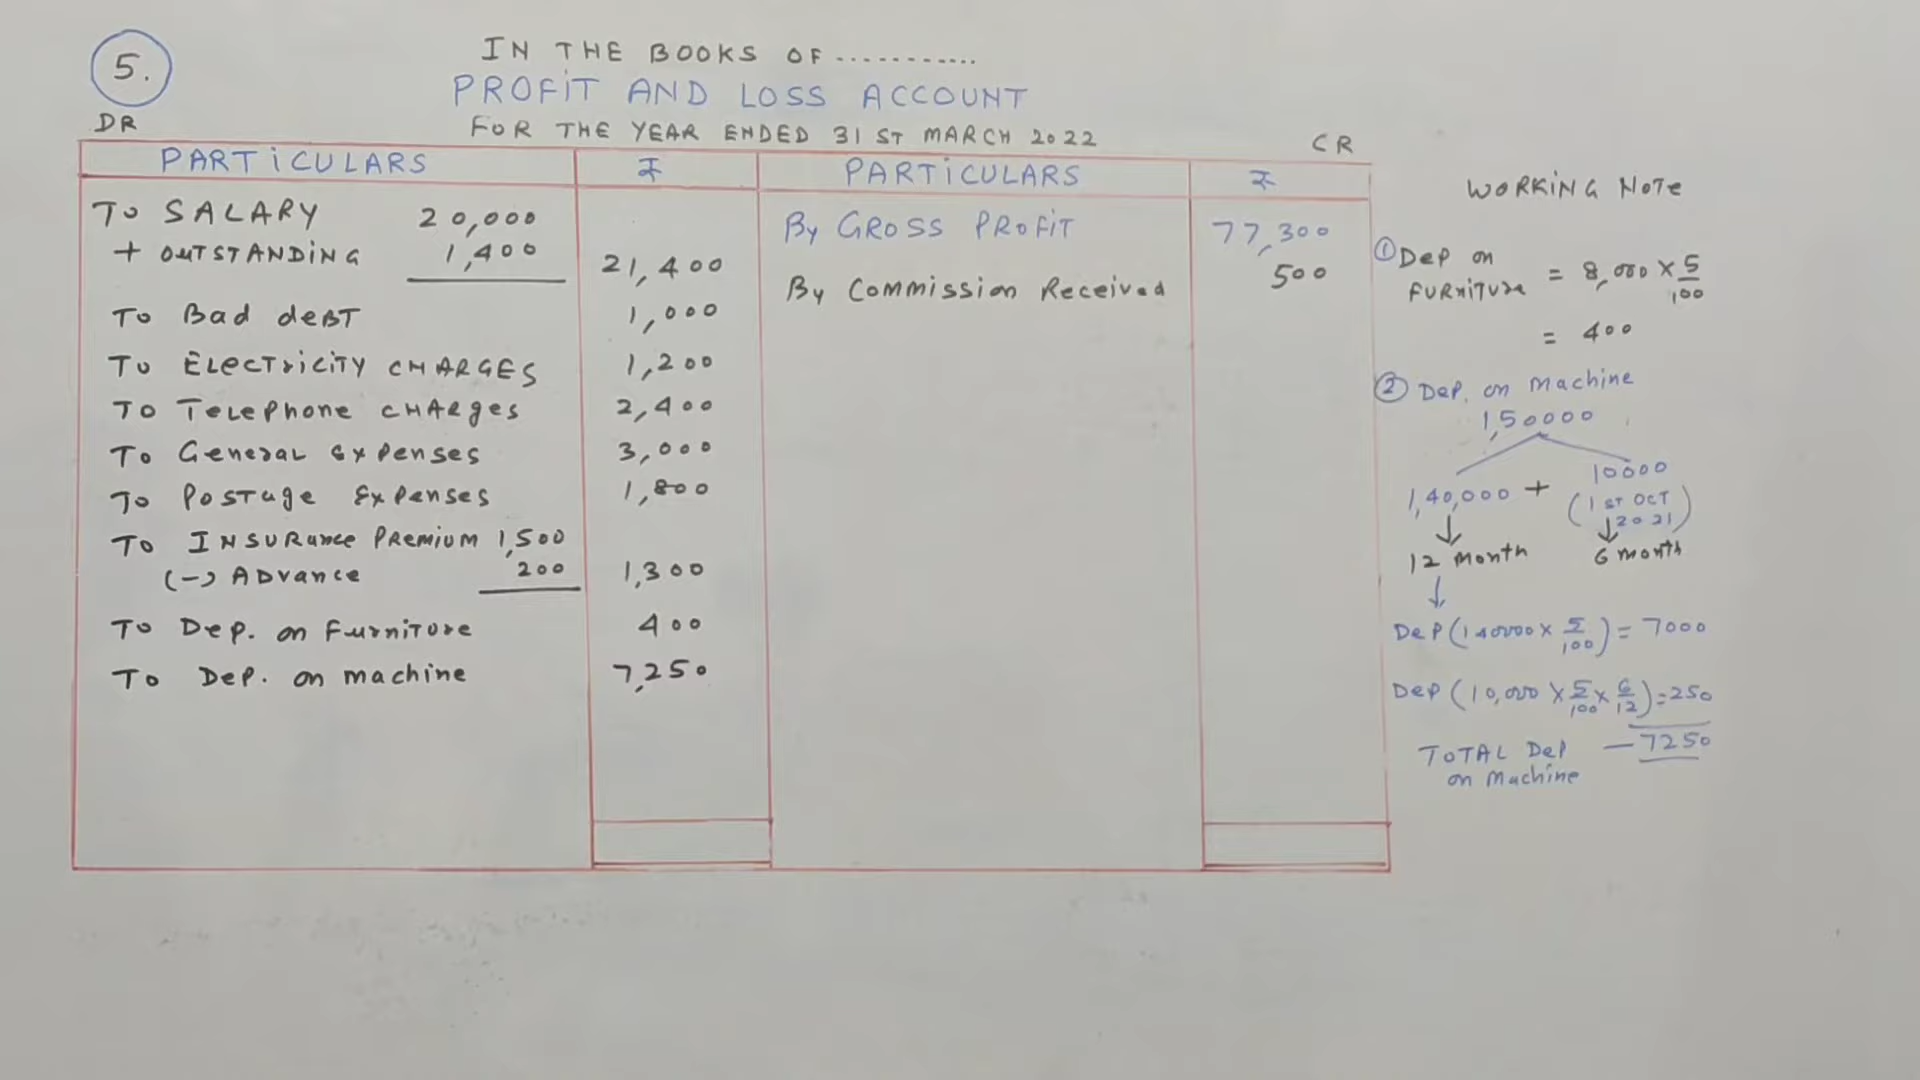 5.
IN THE BOOKS OF ...........
PROFiT AND LOSS ACCOUNT
FOR THE YEAR ENDED 31 ST MARCH 2022
DR
CR
PARTiCULARS ₹ PARTiCULARS ₹
To SALARY 20,000
+ OUTSTANDiNG 1,400 21,400
To Bad deBT 1,000
To ELecTriciTY CHARGES 1,200
To Telephone CHArges 2,400
To General Expenses 3,000
To Postage Expenses 1,800
To INSURance PREMiUM 1,500
(-) ADvance 200 1,300
To Dep. on Furniture 400
To Dep. on machine 7,250
By GROSS PROFiT 77,300
By Commission Received 500
WORKiNG NoTe
① Dep on
FURNiTURe = 8,000 × 5/100
= 400
② Dep. on machine
1,50000
1,40,000 + 10000
(1 ST OCT
2021)
12 month 6 month
Dep (140000 × 5/100) = 7000
Dep (10,000 × 5/100 × 6/12) = 250
TOTAL Dep — 7250
on Machine